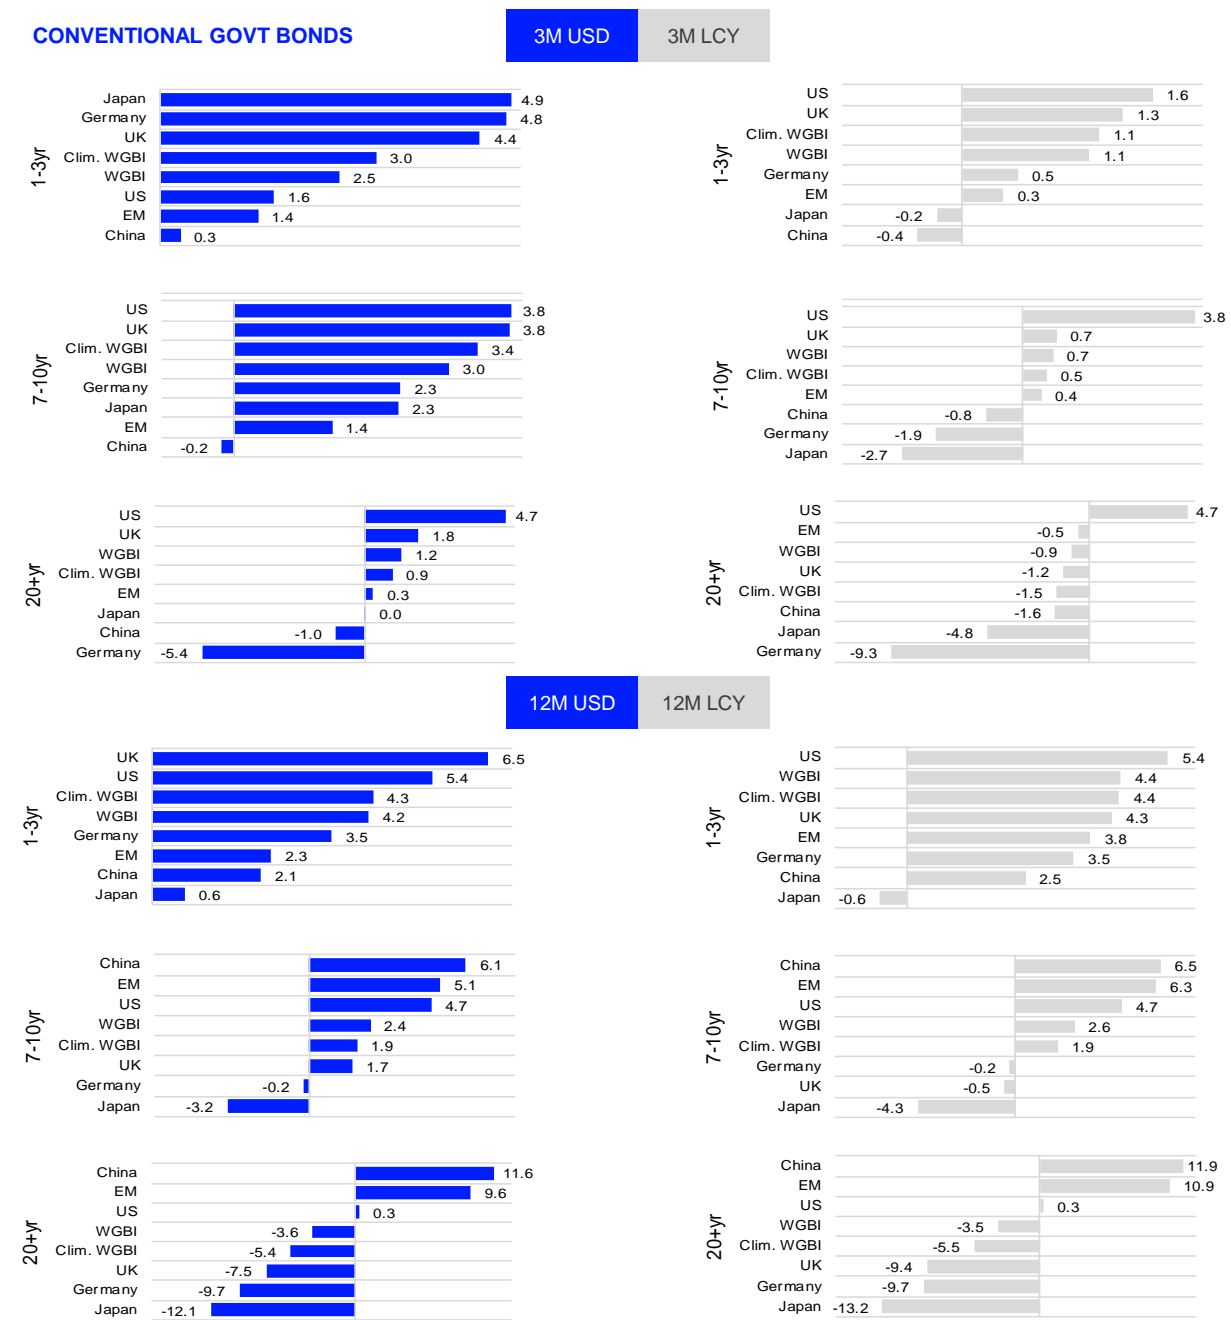 CONVENTIONAL GOVT BONDS
3M USD
3M LCY
1-3yr
Japan 4.9
Germany 4.8
UK 4.4
Clim. WGBI 3.0
WGBI 2.5
US 1.6
EM 1.4
China 0.3
1-3yr
US 1.6
UK 1.3
Clim. WGBI 1.1
WGBI 1.1
Germany 0.5
EM 0.3
Japan -0.2
China -0.4
7-10yr
US 3.8
UK 3.8
Clim. WGBI 3.4
WGBI 3.0
Germany 2.3
Japan 2.3
EM 1.4
China -0.2
7-10yr
US 3.8
UK 0.7
WGBI 0.7
Clim. WGBI 0.5
EM 0.4
China -0.8
Germany -1.9
Japan -2.7
20+yr
US 4.7
UK 1.8
WGBI 1.2
Clim. WGBI 0.9
EM 0.3
Japan 0.0
China -1.0
Germany -5.4
20+yr
US 4.7
EM -0.5
WGBI -0.9
UK -1.2
Clim. WGBI -1.5
China -1.6
Japan -4.8
Germany -9.3
12M USD
12M LCY
1-3yr
UK 6.5
US 5.4
Clim. WGBI 4.3
WGBI 4.2
Germany 3.5
EM 2.3
China 2.1
Japan 0.6
1-3yr
US 5.4
WGBI 4.4
Clim. WGBI 4.4
UK 4.3
EM 3.8
Germany 3.5
China 2.5
Japan -0.6
7-10yr
China 6.1
EM 5.1
US 4.7
WGBI 2.4
Clim. WGBI 1.9
UK 1.7
Germany -0.2
Japan -3.2
7-10yr
China 6.5
EM 6.3
US 4.7
WGBI 2.6
Clim. WGBI 1.9
Germany -0.2
UK -0.5
Japan -4.3
20+yr
China 11.6
EM 9.6
US 0.3
WGBI -3.6
Clim. WGBI -5.4
UK -7.5
Germany -9.7
Japan -12.1
20+yr
China 11.9
EM 10.9
US 0.3
WGBI -3.5
Clim. WGBI -5.5
UK -9.4
Germany -9.7
Japan -13.2